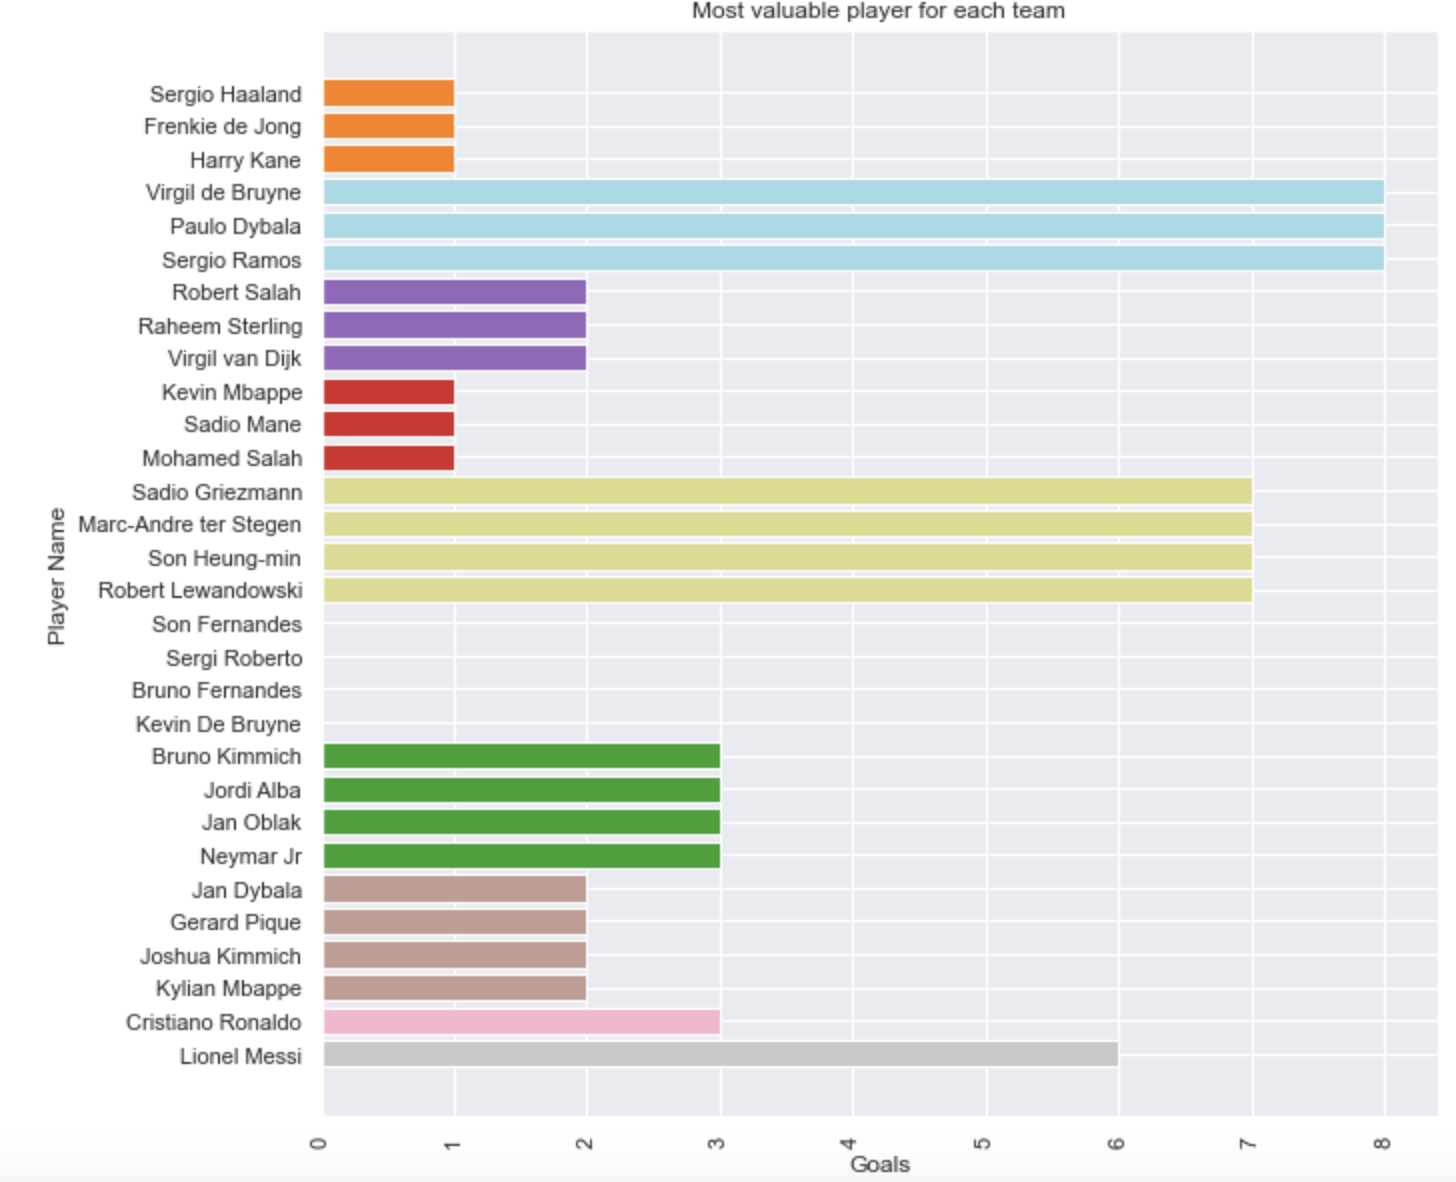 Most valuable player for each team
Sergio Haaland
Frenkie de Jong
Harry Kane
Virgil de Bruyne
Paulo Dybala
Sergio Ramos
Robert Salah
Raheem Sterling
Virgil van Dijk
Kevin Mbappe
Sadio Mane
Mohamed Salah
Sadio Griezmann
Marc-Andre ter Stegen
Son Heung-min
Robert Lewandowski
Son Fernandes
Sergi Roberto
Bruno Fernandes
Kevin De Bruyne
Bruno Kimmich
Jordi Alba
Jan Oblak
Neymar Jr
Jan Dybala
Gerard Pique
Joshua Kimmich
Kylian Mbappe
Cristiano Ronaldo
Lionel Messi
Player Name
0 1 2 3 4 5 6 7 8
Goals